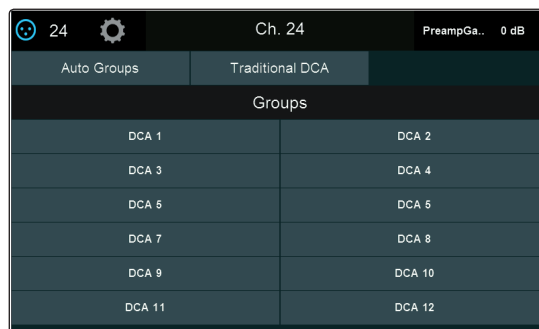 24 Ch. 24 PreampGa.. 0 dB
Auto Groups Traditional DCA
Groups
DCA 1 DCA 2
DCA 3 DCA 4
DCA 5 DCA 5
DCA 7 DCA 8
DCA 9 DCA 10
DCA 11 DCA 12